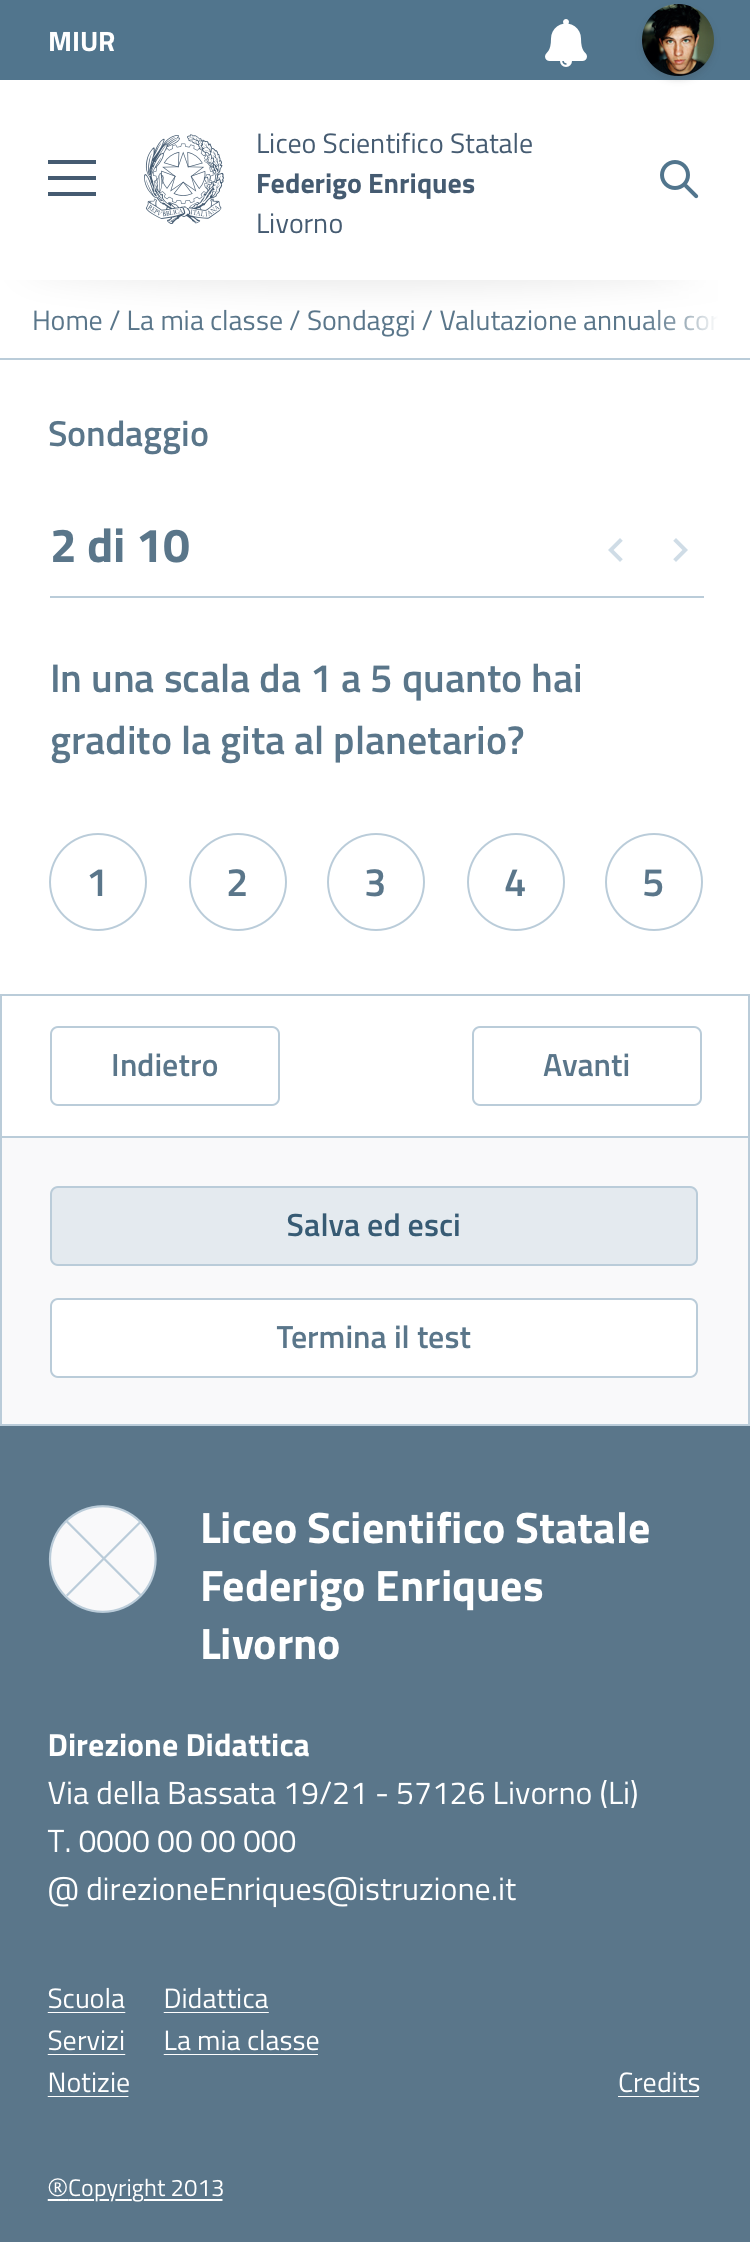 MIUR
Liceo Scientifico Statale
Federigo Enriques
Livorno
REPVBBLICA ITALIANA
Home / La mia classe / Sondaggi / Valutazione annuale cor
Sondaggio
2 di 10
In una scala da 1 a 5 quanto hai
gradito la gita al planetario?
1 2 3 4 5
Indietro Avanti
Salva ed esci
Termina il test
Liceo Scientifico Statale
Federigo Enriques
Livorno
Direzione Didattica
Via della Bassata 19/21 - 57126 Livorno (Li)
T. 0000 00 00 000
@ direzioneEnriques@istruzione.it
Scuola Didattica
Servizi La mia classe
Notizie Credits
®Copyright 2013